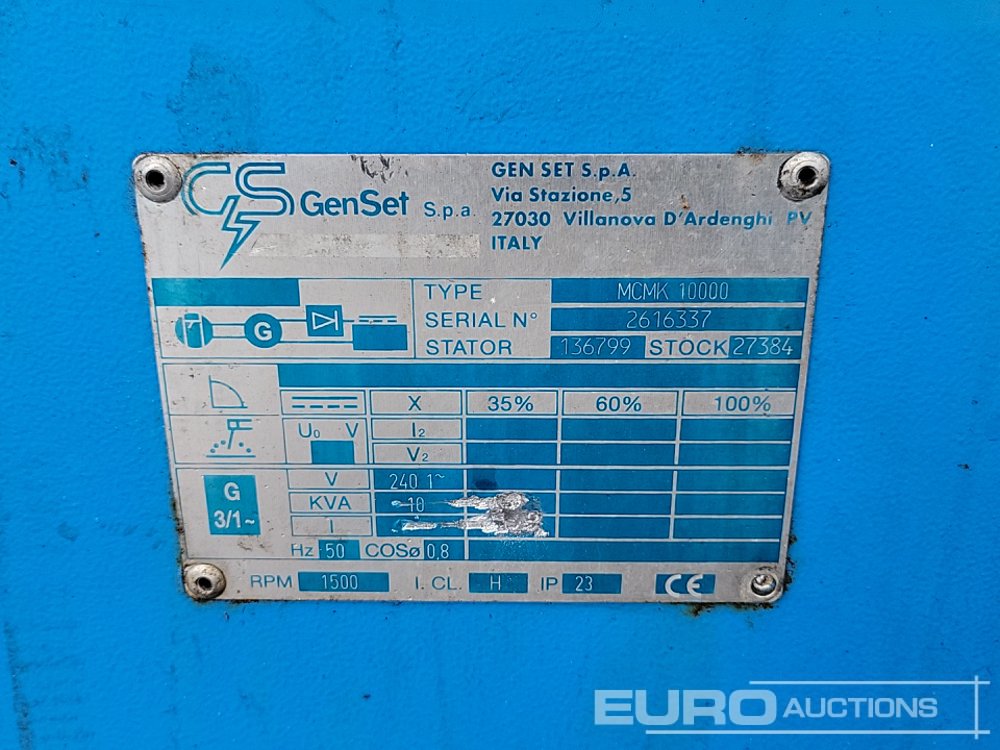 GS GenSet S.p.a.
GEN SET S.p.A.
Via Stazione,5
27030 Villanova D'Ardenghi PV
ITALY
TYPE MCMK 10000
SERIAL N° 2616337
STATOR 136799 STOCK 27384
G
X 35% 60% 100%
U₀ V I₂
V₂
G 3/1~
V 240 1~
KVA 10
I
Hz 50 COSø 0,8
RPM 1500 I. CL. H IP 23 CE
EURO AUCTIONS